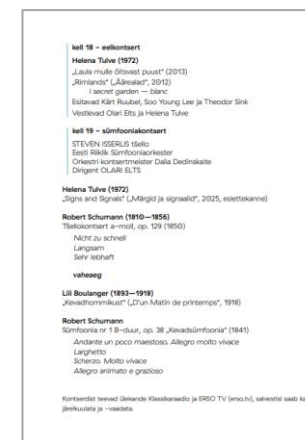 kell 18 – eelkontsert
Helena Tulve (1972)
„Laula mulle õitsvast puust" (2013)
„Rimlands" („Äärealad", 2012)
I secret garden — blanc
Esitavad Kärt Ruubel, Soo Young Lee ja Theodor Sink
Vestlevad Olari Elts ja Helena Tulve
kell 19 – sümfooniakontsert
STEVEN ISSERLIS tšello
Eesti Riiklik Sümfooniaorkester
Orkestri kontsertmeister Dalia Dedinskaite
Dirigent OLARI ELTS
Helena Tulve (1972)
„Signs and Signals" („Märgid ja signaalid", 2025, esiettekanne)
Robert Schumann (1810—1856)
Tšellokontsert a-moll, op. 129 (1850)
Nicht zu schnell
Langsam
Sehr lebhaft
vaheaeg
Lili Boulanger (1893—1918)
„Kevadhommikust" („D'un Matin de printemps", 1918)
Robert Schumann
Sümfoonia nr 1 B-duur, op. 38 „Kevadsümfoonia" (1841)
Andante un poco maestoso. Allegro molto vivace
Larghetto
Scherzo. Molto vivace
Allegro animato e grazioso
Kontserdist teevad ülekande Klassikaraadio ja ERSO TV (erso.tv), salvestisi saab
järelkuulata ja -vaadata.